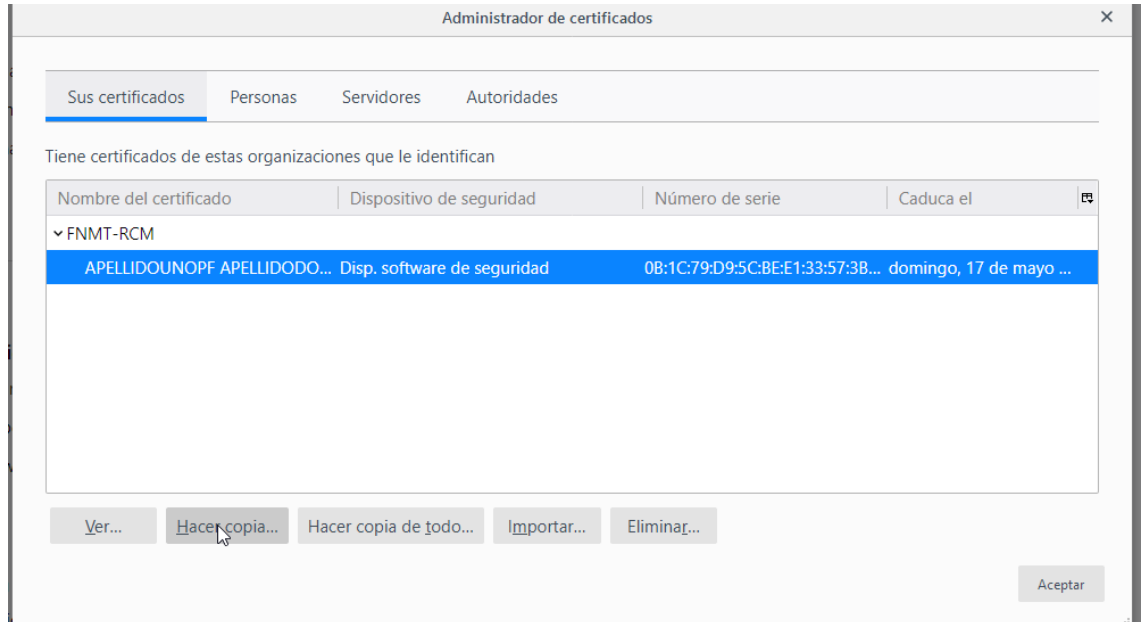 Administrador de certificados
Sus certificados Personas Servidores Autoridades
Tiene certificados de estas organizaciones que le identifican
Nombre del certificado Dispositivo de seguridad Número de serie Caduca el
FNMT-RCM
APELLIDOUNOPF APELLIDODO... Disp. software de seguridad 0B:1C:79:D9:5C:BE:E1:33:57:3B... domingo, 17 de mayo ...
Ver... Hacer copia... Hacer copia de todo... Importar... Eliminar...
Aceptar